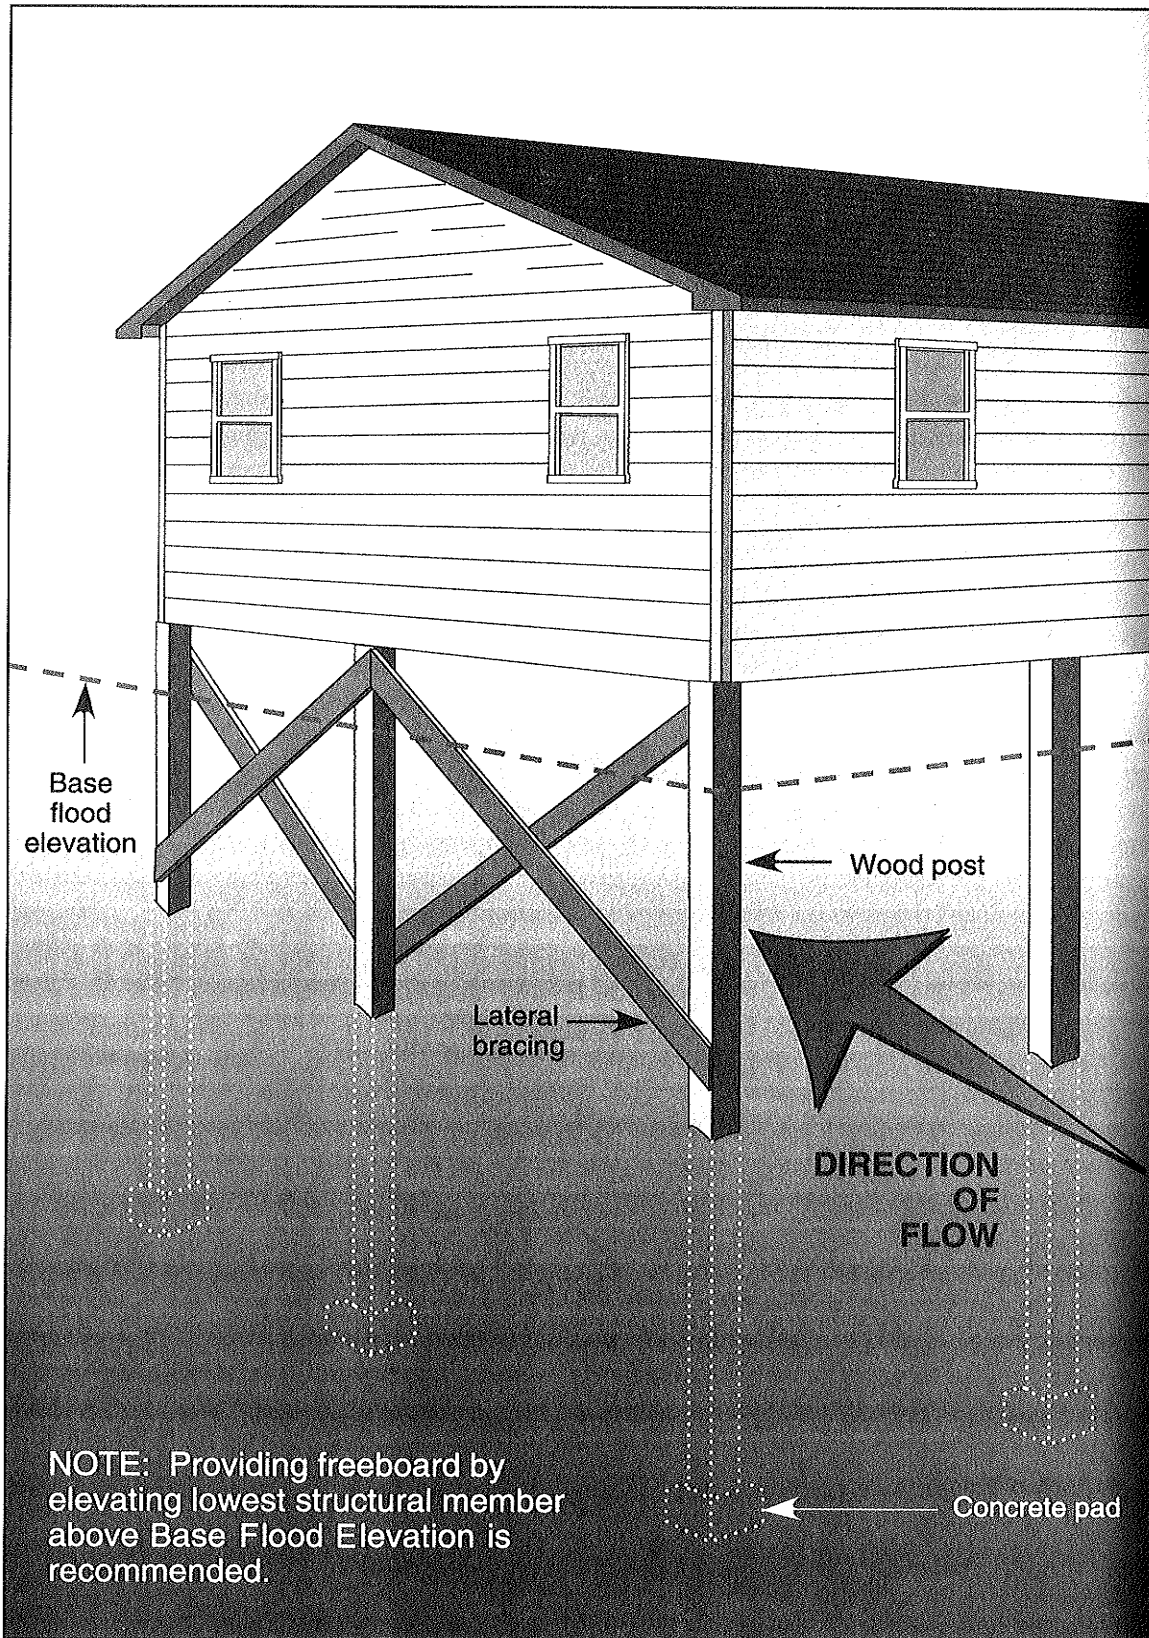 Base
flood
elevation
Wood post
Lateral
bracing
DIRECTION
OF
FLOW
NOTE: Providing freeboard by
elevating lowest structural member
above Base Flood Elevation is
recommended.
Concrete pad